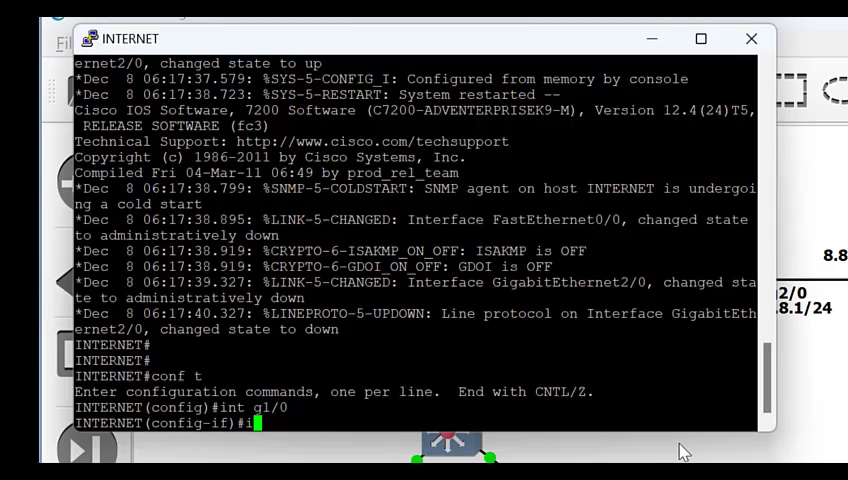 INTERNET
Fi
ernet2/0, changed state to up
*Dec  8 06:17:37.579: %SYS-5-CONFIG_I: Configured from memory by console
*Dec  8 06:17:38.723: %SYS-5-RESTART: System restarted --
Cisco IOS Software, 7200 Software (C7200-ADVENTERPRISEK9-M), Version 12.4(24)T5,
 RELEASE SOFTWARE (fc3)
Technical Support: http://www.cisco.com/techsupport
Copyright (c) 1986-2011 by Cisco Systems, Inc.
Compiled Fri 04-Mar-11 06:49 by prod_rel_team
*Dec  8 06:17:38.799: %SNMP-5-COLDSTART: SNMP agent on host INTERNET is undergoi
ng a cold start
*Dec  8 06:17:38.895: %LINK-5-CHANGED: Interface FastEthernet0/0, changed state
to administratively down
*Dec  8 06:17:38.919: %CRYPTO-6-ISAKMP_ON_OFF: ISAKMP is OFF
*Dec  8 06:17:38.919: %CRYPTO-6-GDOI_ON_OFF: GDOI is OFF
*Dec  8 06:17:39.327: %LINK-5-CHANGED: Interface GigabitEthernet2/0, changed sta
te to administratively down
*Dec  8 06:17:40.327: %LINEPROTO-5-UPDOWN: Line protocol on Interface GigabitEth
ernet2/0, changed state to down
INTERNET#
INTERNET#
INTERNET#conf t
Enter configuration commands, one per line.  End with CNTL/Z.
INTERNET(config)#int g1/0
INTERNET(config-if)#i
8.8
2/0
.8.1/24